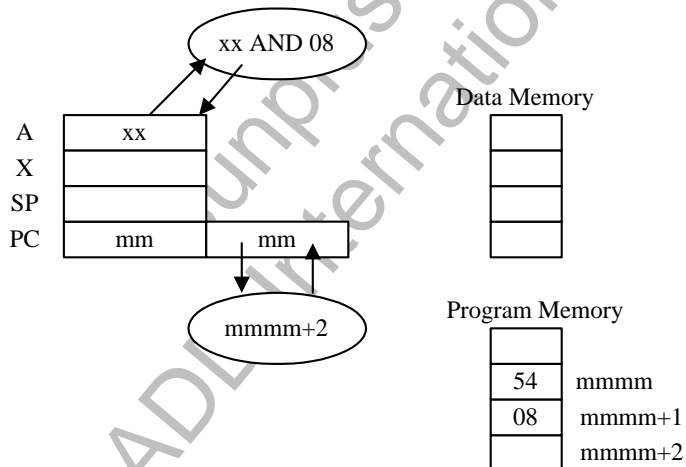 xx AND 08
Data Memory
A xx
X
SP
PC mm mm
mmmm+2
Program Memory
54 mmmm
08 mmmm+1
mmmm+2